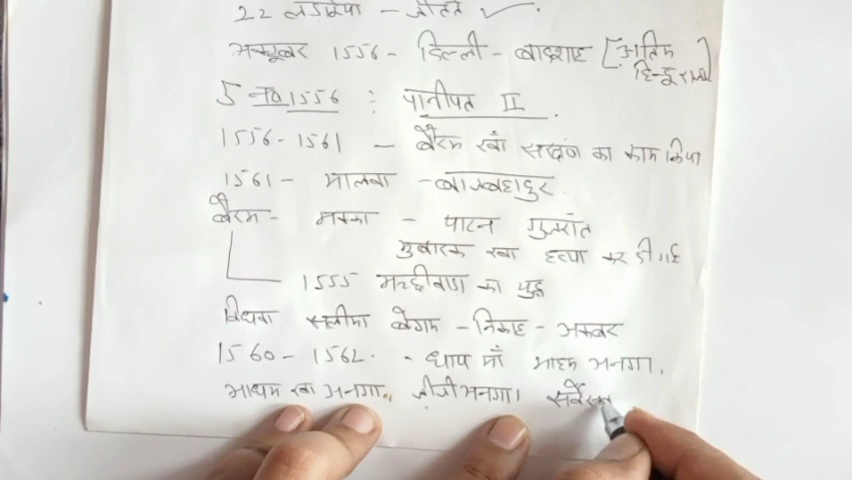 22 लडाईया - जीतने ✓.
अक्टूबर 1556 - दिल्ली - बादशाह [अंतिम
हिन्दू राजा]
5 नव 1556 : पानीपत II
1556-1561 - बैरम खाँ संरक्षण का काम किया
1561 - मालवा - बाजबहादुर.
बैरम - मक्का - पाटन गुजरात
मुबारक खाँ हत्या कर दी गई
1555 मच्छीवाडा का युद्ध
विधवा सलीमा बेगम - निकाह - अकबर
1560-1562. - धाय माँ माहम अनगा.
आधम खा अनगा. जीजी अनगा।